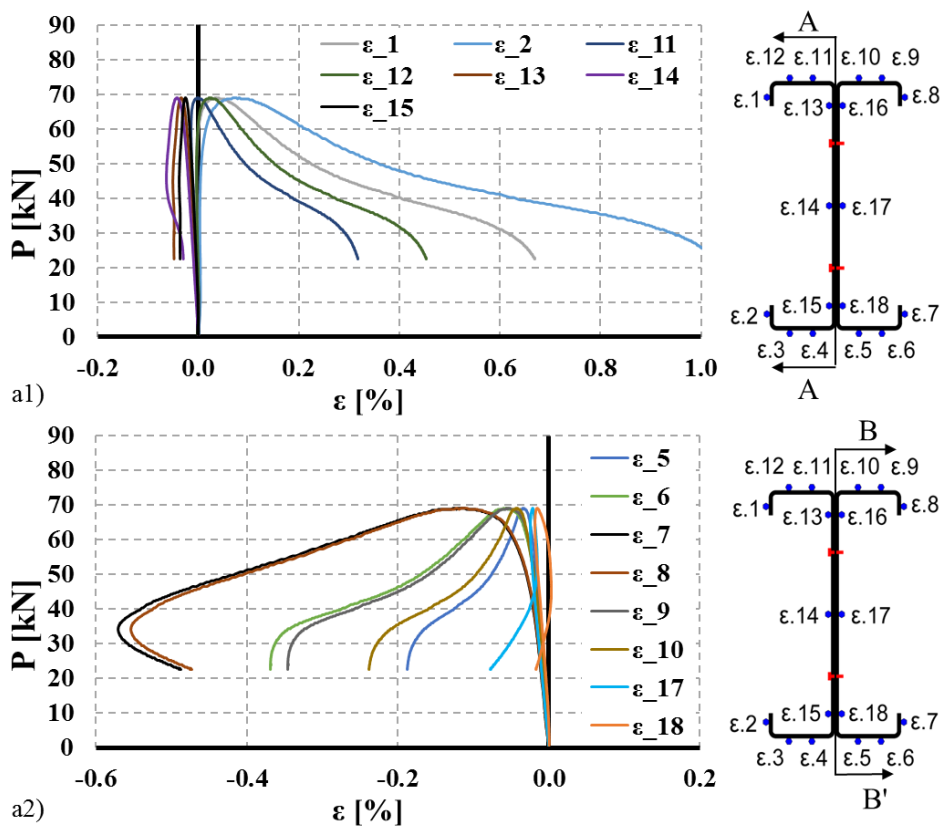 P [kN]
90
80
70
60
50
40
30
20
10
0
ε_1 ε_2 ε_11
ε_12 ε_13 ε_14
ε_15
-0.2 0.0 0.2 0.4 0.6 0.8 1.0
ε [%]
a1)
A
ε.12 ε.11 ε.10 ε.9
ε.1 ε.13 ε.16 ε.8
ε.14 ε.17
ε.2 ε.15 ε.18 ε.7
ε.3 ε.4 ε.5 ε.6
A
P [kN]
90
80
70
60
50
40
30
20
10
0
ε_5
ε_6
ε_7
ε_8
ε_9
ε_10
ε_17
ε_18
-0.6 -0.4 -0.2 0.0 0.2
ε [%]
a2)
B
ε.12 ε.11 ε.10 ε.9
ε.1 ε.13 ε.16 ε.8
ε.14 ε.17
ε.2 ε.15 ε.18 ε.7
ε.3 ε.4 ε.5 ε.6
B'